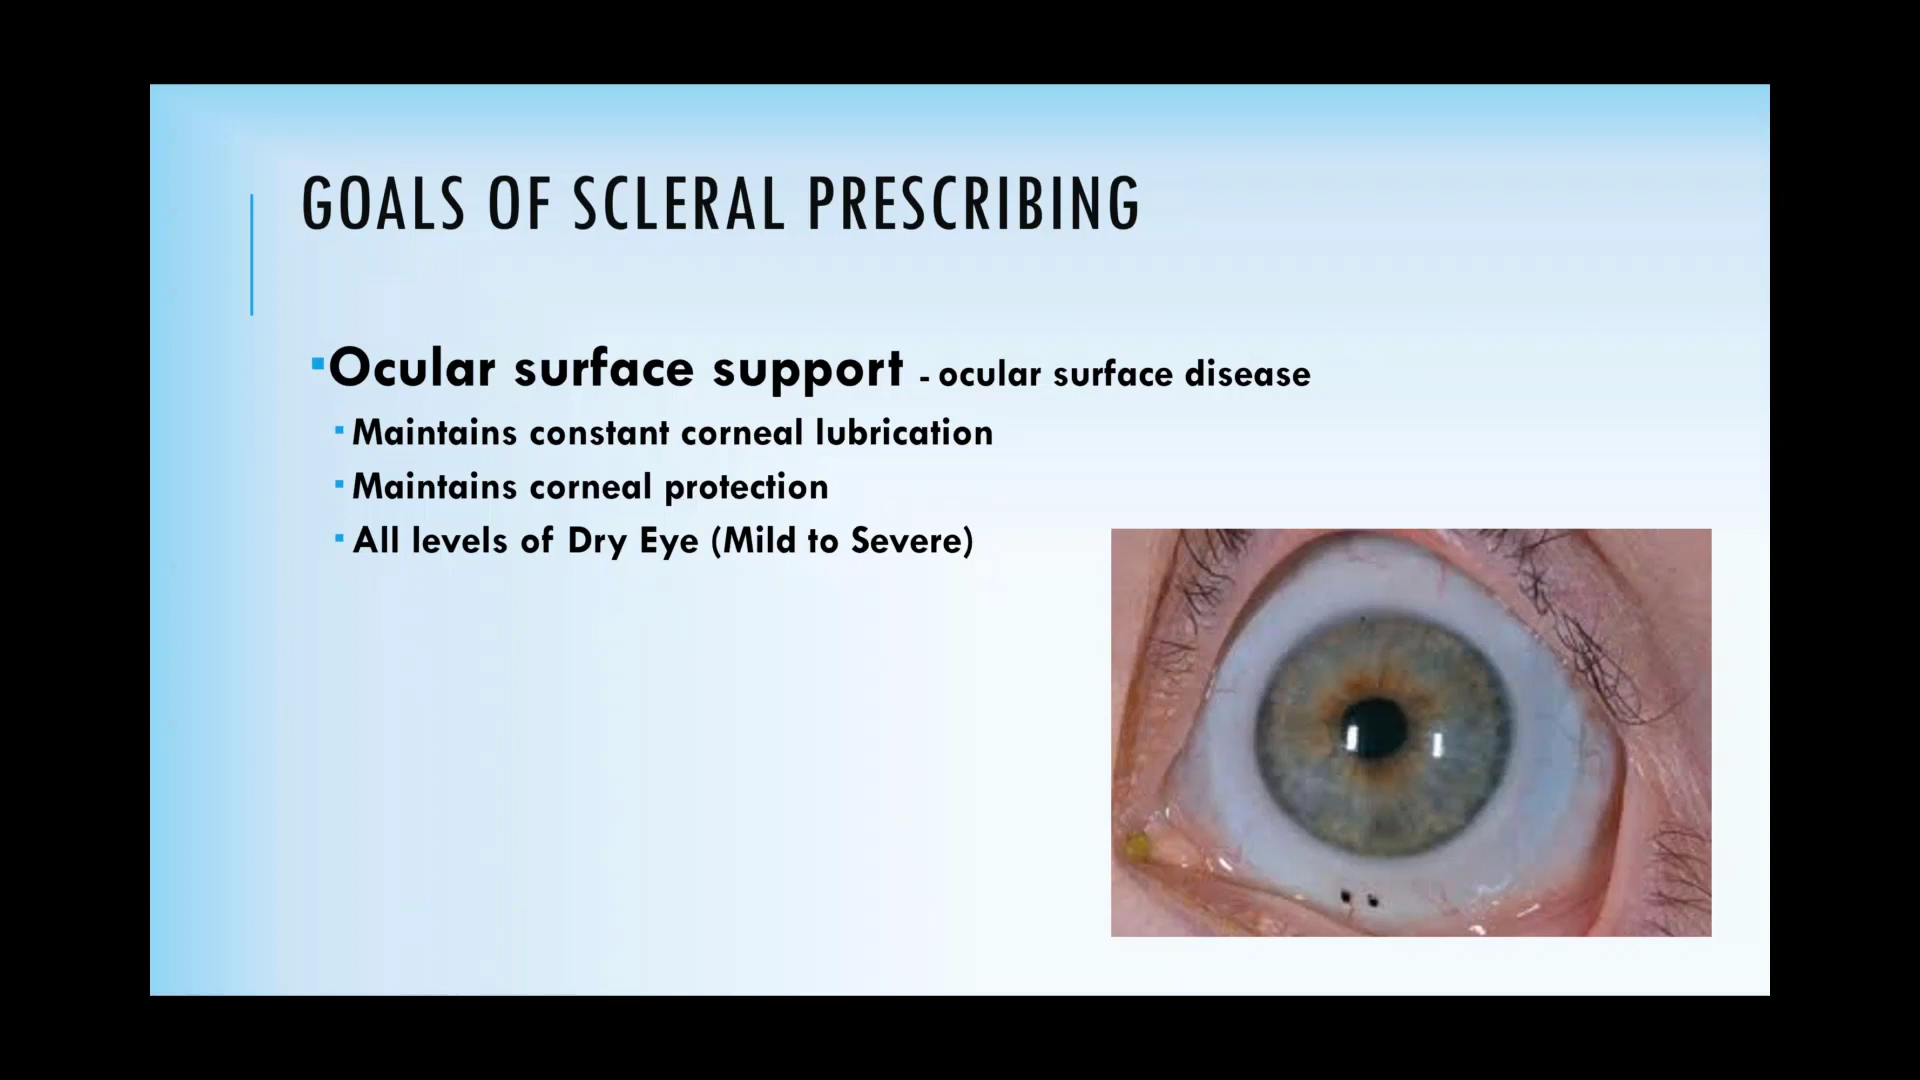 GOALS OF SCLERAL PRESCRIBING
Ocular surface support - ocular surface disease
Maintains constant corneal lubrication
Maintains corneal protection
All levels of Dry Eye (Mild to Severe)